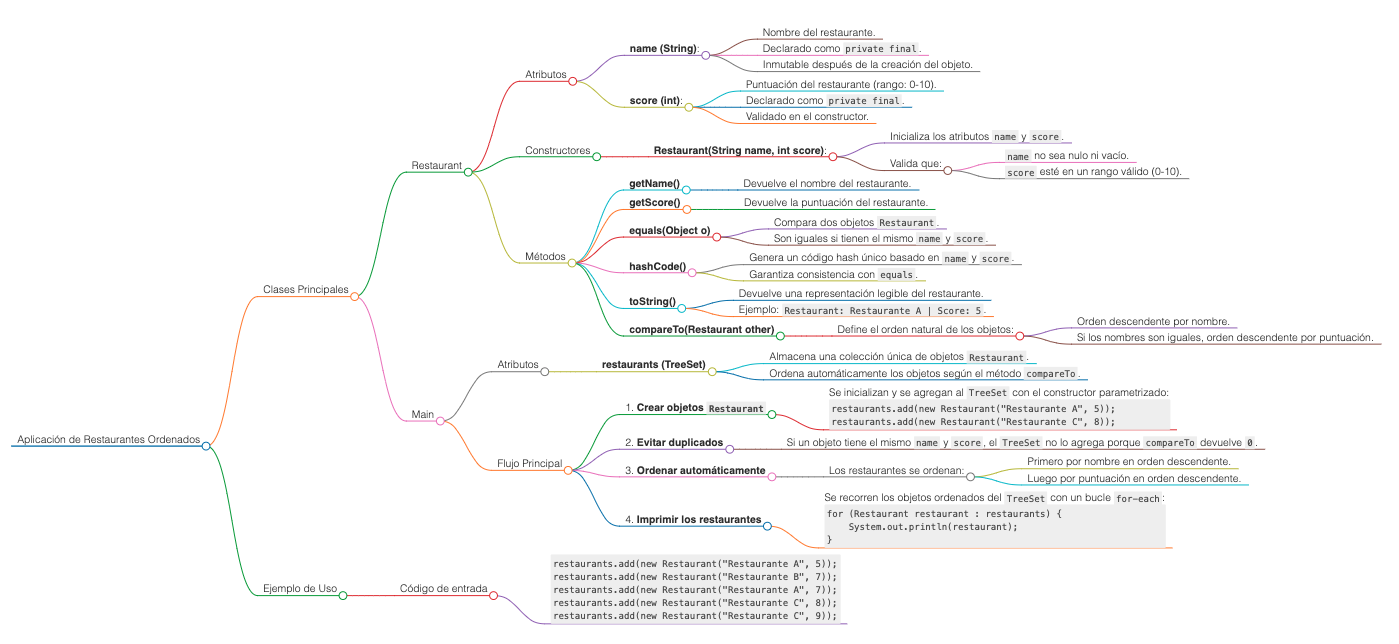 Aplicación de Restaurantes Ordenados
Clases Principales
Restaurant
Atributos
name (String):
Nombre del restaurante.
Declarado como private final.
Inmutable después de la creación del objeto.
score (int):
Puntuación del restaurante (rango: 0-10).
Declarado como private final.
Validado en el constructor.
Constructores
Restaurant(String name, int score):
Inicializa los atributos name y score.
Valida que:
name no sea nulo ni vacío.
score esté en un rango válido (0-10).
Métodos
getName()
Devuelve el nombre del restaurante.
getScore()
Devuelve la puntuación del restaurante.
equals(Object o)
Compara dos objetos Restaurant.
Son iguales si tienen el mismo name y score.
hashCode()
Genera un código hash único basado en name y score.
Garantiza consistencia con equals.
toString()
Devuelve una representación legible del restaurante.
Ejemplo: Restaurant: Restaurante A | Score: 5.
compareTo(Restaurant other)
Define el orden natural de los objetos:
Orden descendente por nombre.
Si los nombres son iguales, orden descendente por puntuación.
Main
Atributos
restaurants (TreeSet)
Almacena una colección única de objetos Restaurant.
Ordena automáticamente los objetos según el método compareTo.
Flujo Principal
1. Crear objetos Restaurant
Se inicializan y se agregan al TreeSet con el constructor parametrizado:
restaurants.add(new Restaurant("Restaurante A", 5));
restaurants.add(new Restaurant("Restaurante C", 8));
2. Evitar duplicados
Si un objeto tiene el mismo name y score, el TreeSet no lo agrega porque compareTo devuelve 0.
3. Ordenar automáticamente
Los restaurantes se ordenan:
Primero por nombre en orden descendente.
Luego por puntuación en orden descendente.
4. Imprimir los restaurantes
Se recorren los objetos ordenados del TreeSet con un bucle for-each:
for (Restaurant restaurant : restaurants) {
    System.out.println(restaurant);
}
Ejemplo de Uso
Código de entrada
restaurants.add(new Restaurant("Restaurante A", 5));
restaurants.add(new Restaurant("Restaurante B", 7));
restaurants.add(new Restaurant("Restaurante A", 7));
restaurants.add(new Restaurant("Restaurante C", 8));
restaurants.add(new Restaurant("Restaurante C", 9));